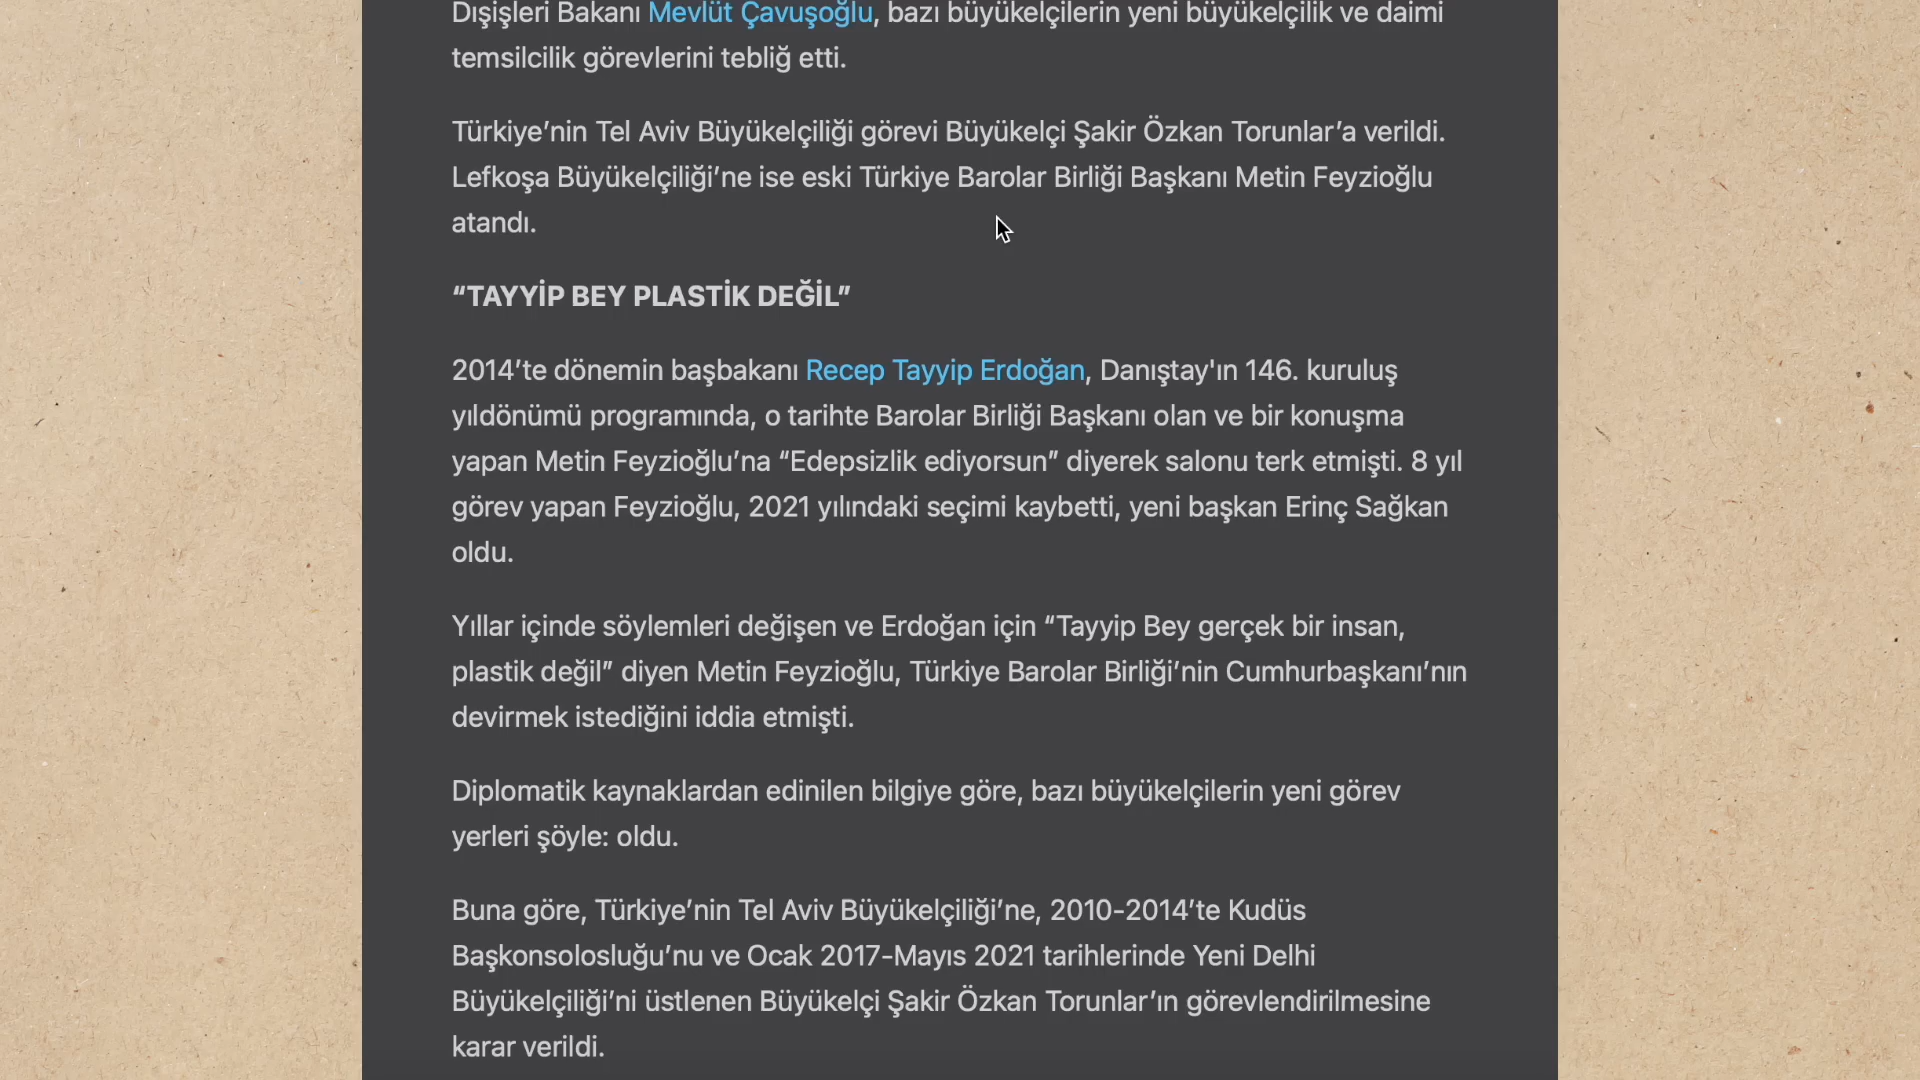 Dışişleri Bakanı Mevlüt Çavuşoğlu, bazı büyükelçilerin yeni büyükelçilik ve daimi
temsilcilik görevlerini tebliğ etti.
Türkiye’nin Tel Aviv Büyükelçiliği görevi Büyükelçi Şakir Özkan Torunlar’a verildi.
Lefkoşa Büyükelçiliği’ne ise eski Türkiye Barolar Birliği Başkanı Metin Feyzioğlu
atandı.
“TAYYİP BEY PLASTİK DEĞİL”
2014’te dönemin başbakanı Recep Tayyip Erdoğan, Danıştay'ın 146. kuruluş
yıldönümü programında, o tarihte Barolar Birliği Başkanı olan ve bir konuşma
yapan Metin Feyzioğlu’na “Edepsizlik ediyorsun” diyerek salonu terk etmişti. 8 yıl
görev yapan Feyzioğlu, 2021 yılındaki seçimi kaybetti, yeni başkan Erinç Sağkan
oldu.
Yıllar içinde söylemleri değişen ve Erdoğan için “Tayyip Bey gerçek bir insan,
plastik değil” diyen Metin Feyzioğlu, Türkiye Barolar Birliği’nin Cumhurbaşkanı’nın
devirmek istediğini iddia etmişti.
Diplomatik kaynaklardan edinilen bilgiye göre, bazı büyükelçilerin yeni görev
yerleri şöyle: oldu.
Buna göre, Türkiye’nin Tel Aviv Büyükelçiliği’ne, 2010-2014’te Kudüs
Başkonsolosluğu’nu ve Ocak 2017-Mayıs 2021 tarihlerinde Yeni Delhi
Büyükelçiliği’ni üstlenen Büyükelçi Şakir Özkan Torunlar’ın görevlendirilmesine
karar verildi.